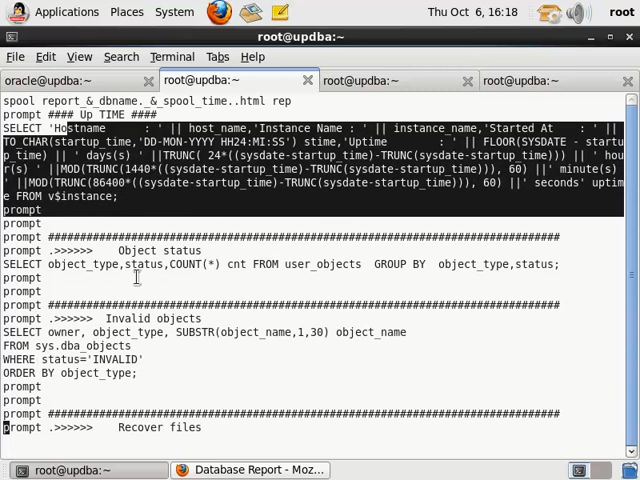 Applications Places System
Thu Oct 6, 16:18
root
root@updba:~
File Edit View Search Terminal Tabs Help
oracle@updba:~
root@updba:~
root@updba:~
root@updba:~
spool report_&_dbname._&_spool_time..html rep
prompt #### Up TIME ####
SELECT 'Hostname : ' || host_name,'Instance Name : ' || instance_name,'Started At : ' ||
TO_CHAR(startup_time,'DD-MON-YYYY HH24:MI:SS') stime,'Uptime : ' || FLOOR(SYSDATE - startu
p_time) || ' days(s) ' ||TRUNC( 24*((sysdate-startup_time)-TRUNC(sysdate-startup_time))) || ' hou
r(s) ' ||MOD(TRUNC(1440*((sysdate-startup_time)-TRUNC(sysdate-startup_time))), 60) ||' minute(s)
' ||MOD(TRUNC(86400*((sysdate-startup_time)-TRUNC(sysdate-startup_time))), 60) ||' seconds' uptim
e FROM v$instance;
prompt
prompt
prompt ################################################################################
prompt .>>>>>> Object status
SELECT object_type,status,COUNT(*) cnt FROM user_objects GROUP BY object_type,status;
prompt
prompt
prompt ################################################################################
prompt .>>>>>> Invalid objects
SELECT owner, object_type, SUBSTR(object_name,1,30) object_name
FROM sys.dba_objects
WHERE status='INVALID'
ORDER BY object_type;
prompt
prompt
prompt ################################################################################
prompt .>>>>>> Recover files
root@updba:~
Database Report - Moz...